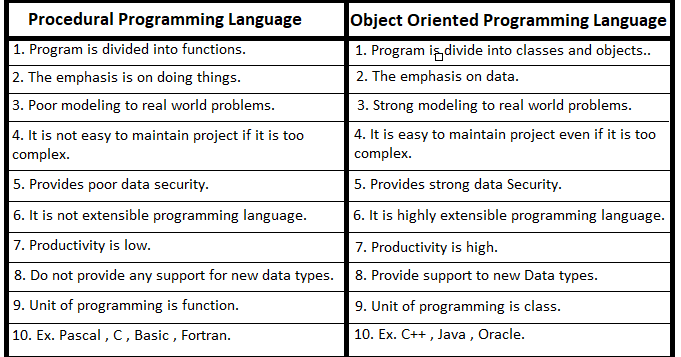 Procedural Programming Language
Object Oriented Programming Language
1. Program is divided into functions.
1. Program is divide into classes and objects..
2. The emphasis is on doing things.
2. The emphasis on data.
3. Poor modeling to real world problems.
3. Strong modeling to real world problems.
4. It is not easy to maintain project if it is too
complex.
4. It is easy to maintain project even if it is too
complex.
5. Provides poor data security.
5. Provides strong data Security.
6. It is not extensible programming language.
6. It is highly extensible programming language.
7. Productivity is low.
7. Productivity is high.
8. Do not provide any support for new data types.
8. Provide support to new Data types.
9. Unit of programming is function.
9. Unit of programming is class.
10. Ex. Pascal , C , Basic , Fortran.
10. Ex. C++ , Java , Oracle.